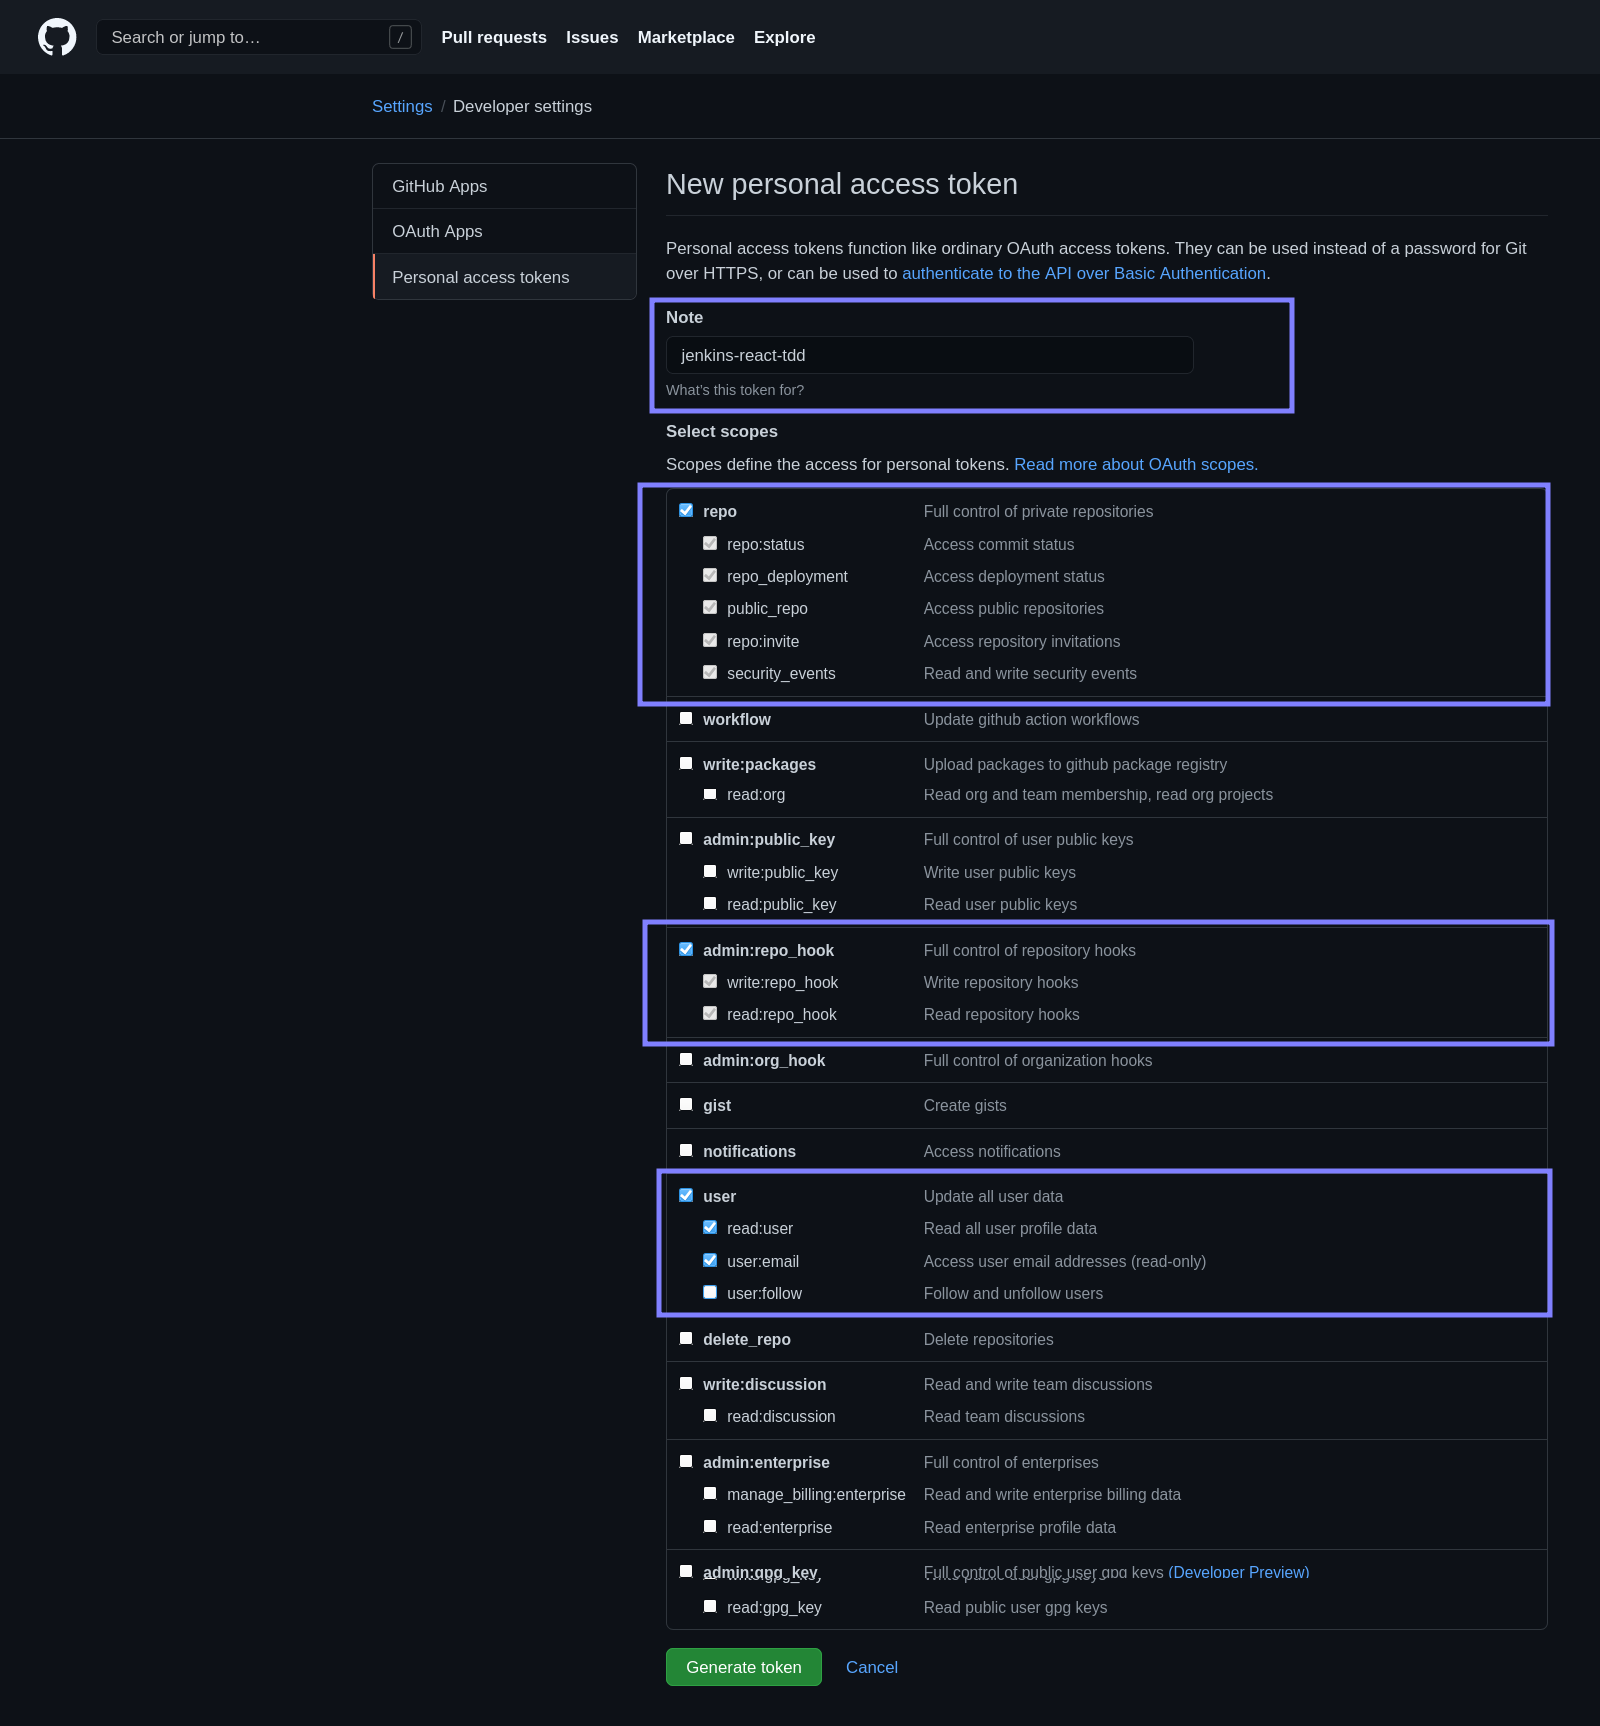 Search or jump to… /
Pull requests Issues Marketplace Explore
Settings / Developer settings
GitHub Apps
OAuth Apps
Personal access tokens
New personal access token
Personal access tokens function like ordinary OAuth access tokens. They can be used instead of a password for Git
over HTTPS, or can be used to authenticate to the API over Basic Authentication.
Note
jenkins-react-tdd
What's this token for?
Select scopes
Scopes define the access for personal tokens. Read more about OAuth scopes.
repo Full control of private repositories
repo:status Access commit status
repo_deployment Access deployment status
public_repo Access public repositories
repo:invite Access repository invitations
security_events Read and write security events
workflow Update github action workflows
write:packages Upload packages to github package registry
read:org Read org and team membership, read org projects
admin:public_key Full control of user public keys
write:public_key Write user public keys
read:public_key Read user public keys
admin:repo_hook Full control of repository hooks
write:repo_hook Write repository hooks
read:repo_hook Read repository hooks
admin:org_hook Full control of organization hooks
gist Create gists
notifications Access notifications
user Update all user data
read:user Read all user profile data
user:email Access user email addresses (read-only)
user:follow Follow and unfollow users
delete_repo Delete repositories
write:discussion Read and write team discussions
read:discussion Read team discussions
admin:enterprise Full control of enterprises
manage_billing:enterprise Read and write enterprise billing data
read:enterprise Read enterprise profile data
admin:gpg_key Full control of public user gpg keys (Developer Preview)
read:gpg_key Read public user gpg keys
Generate token Cancel